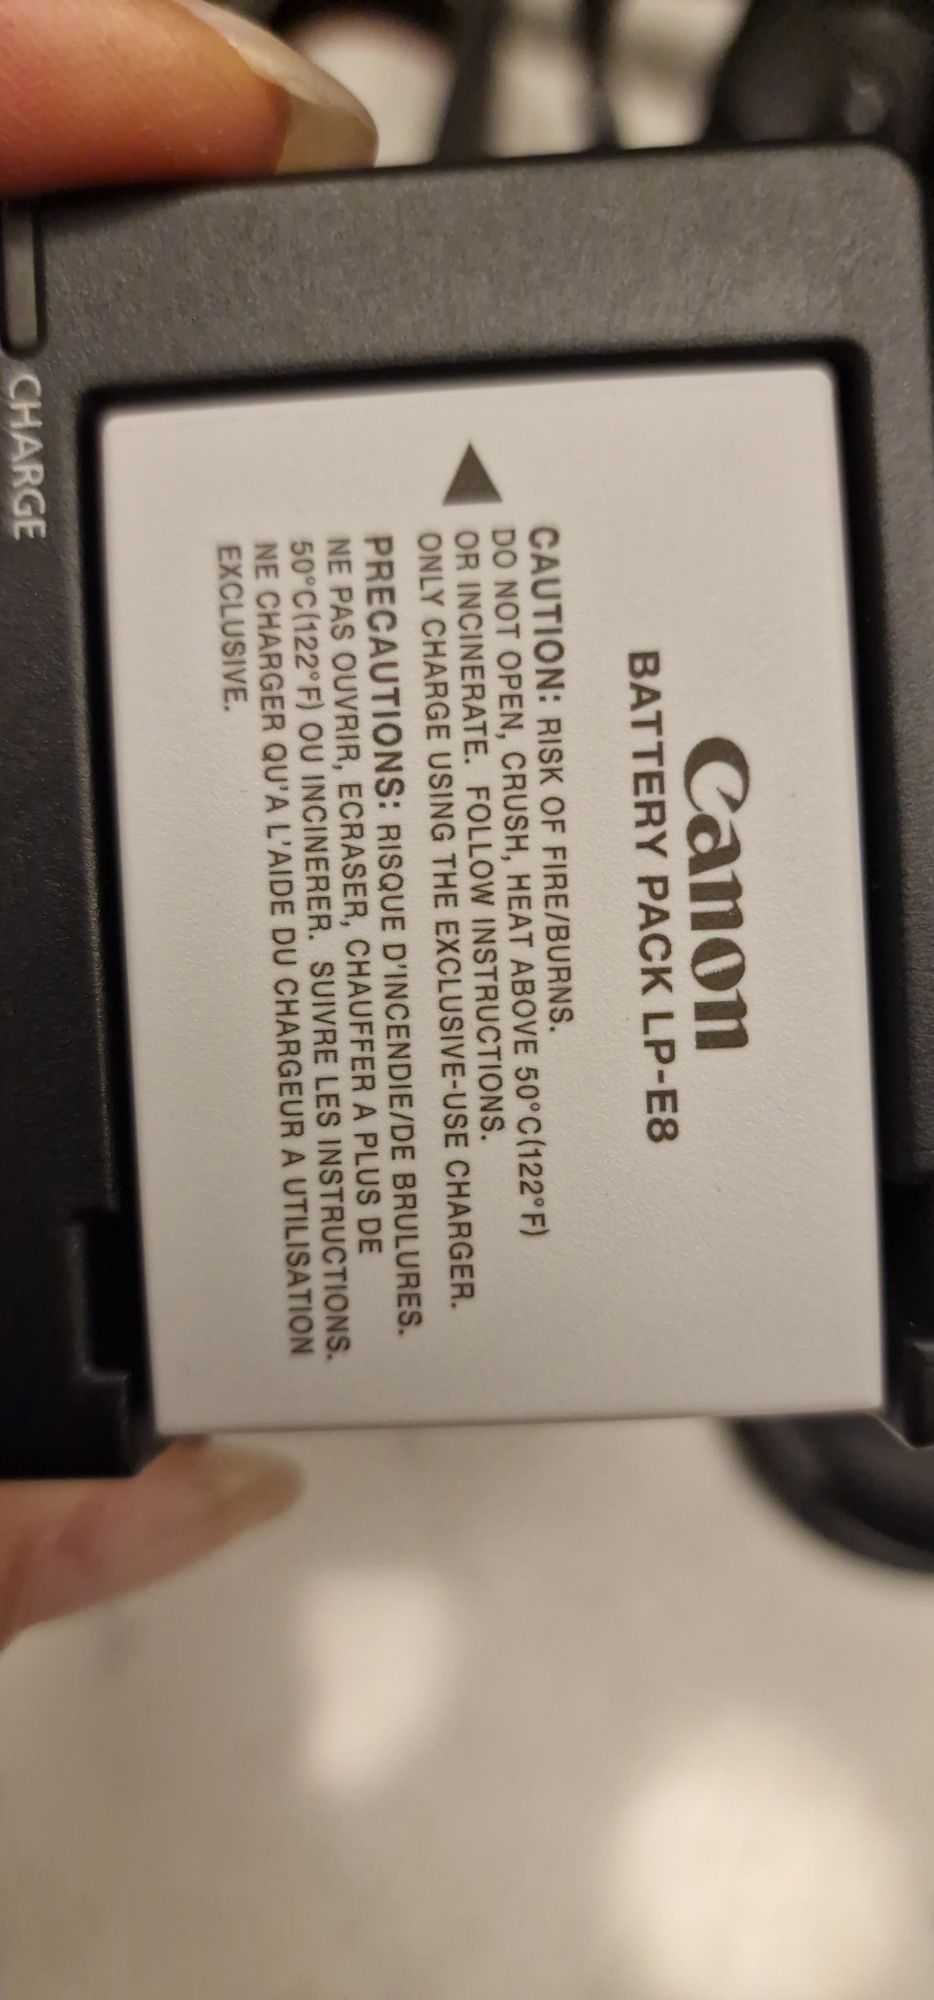 Canon
BATTERY PACK LP-E8
CAUTION: RISK OF FIRE/BURNS.
DO NOT OPEN, CRUSH, HEAT ABOVE 50°C(122°F)
OR INCINERATE. FOLLOW INSTRUCTIONS.
ONLY CHARGE USING THE EXCLUSIVE-USE CHARGER.
PRECAUTIONS: RISQUE D'INCENDIE/DE BRULURES.
NE PAS OUVRIR, ECRASER, CHAUFFER A PLUS DE
50°C(122°F) OU INCINERER. SUIVRE LES INSTRUCTIONS.
NE CHARGER QU'A L'AIDE DU CHARGEUR A UTILISATION
EXCLUSIVE.
CHARGE